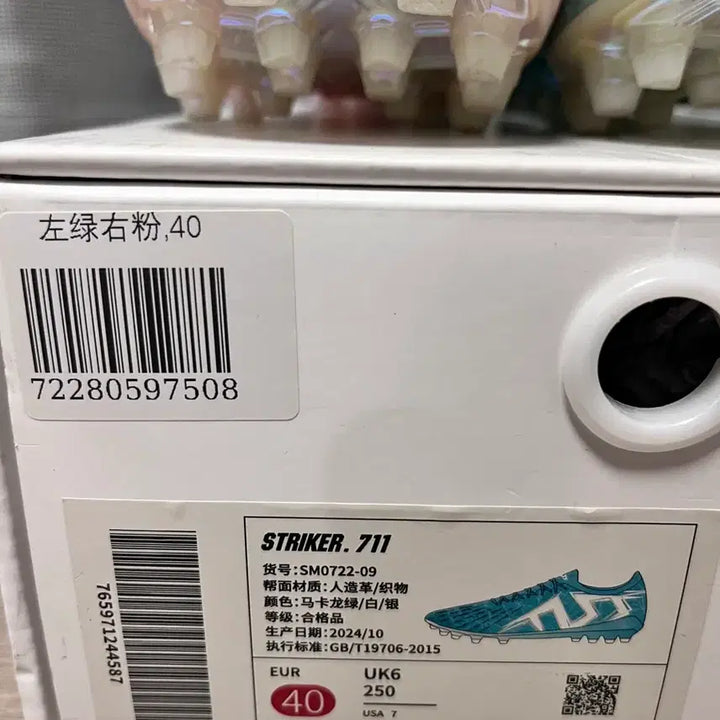 左绿右粉,40
72280597508
765971244587
STRIKER. 711
货号:SM0722-09
帮面材质:人造革/织物
颜色:马卡龙绿/白/银
等级:合格品
生产日期:2024/10
执行标准:GB/T19706-2015
EUR
40
UK6
250
USA 7